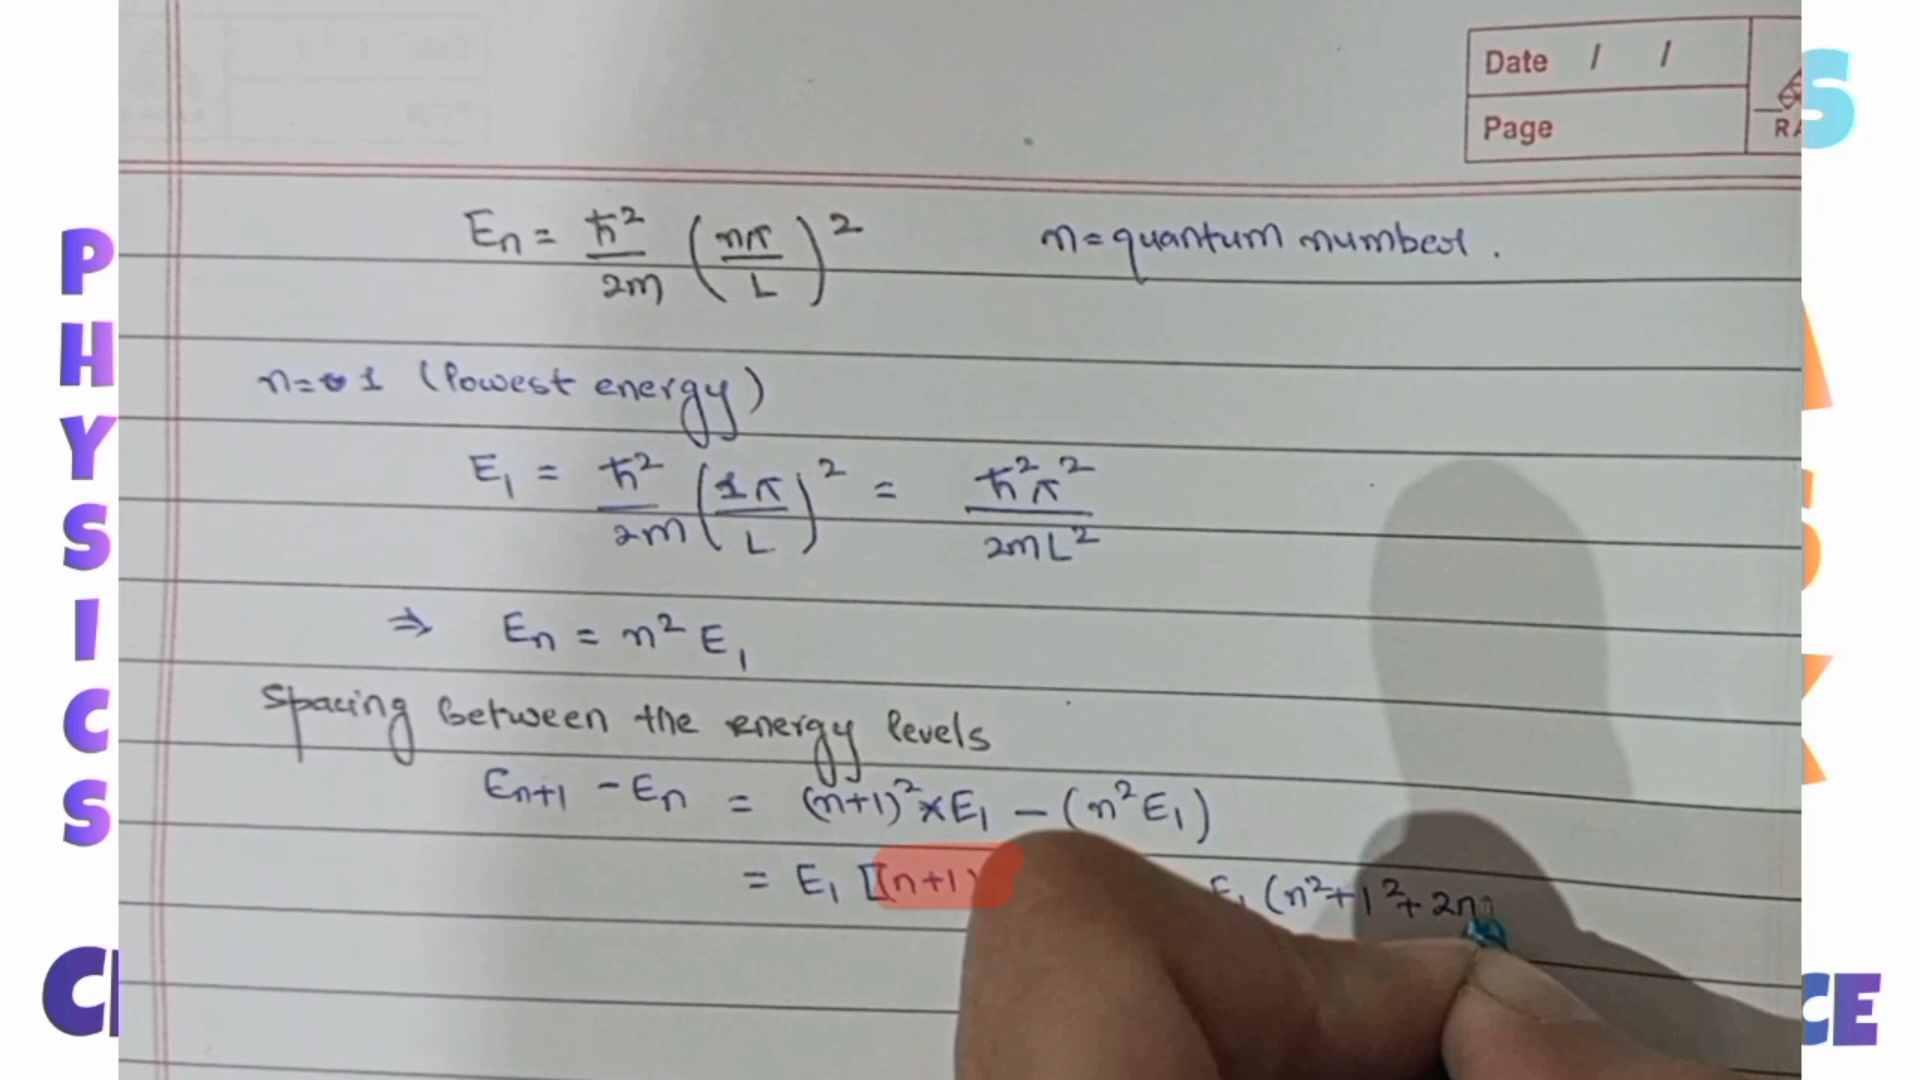 Date / /
Page
S
PHYSICS
Eₙ = ħ²/2m (nπ/L)² n = quantum number.
n = 1 (lowest energy)
E₁ = ħ²/2m (1π/L)² = ħ²π²/2mL²
⇒ Eₙ = n² E₁
Spacing between the energy levels
Eₙ₊₁ - Eₙ = (n+1)² × E₁ - (n² E₁)
= E₁ [(n+1) E₁ (n² + 1² + 2n
CE